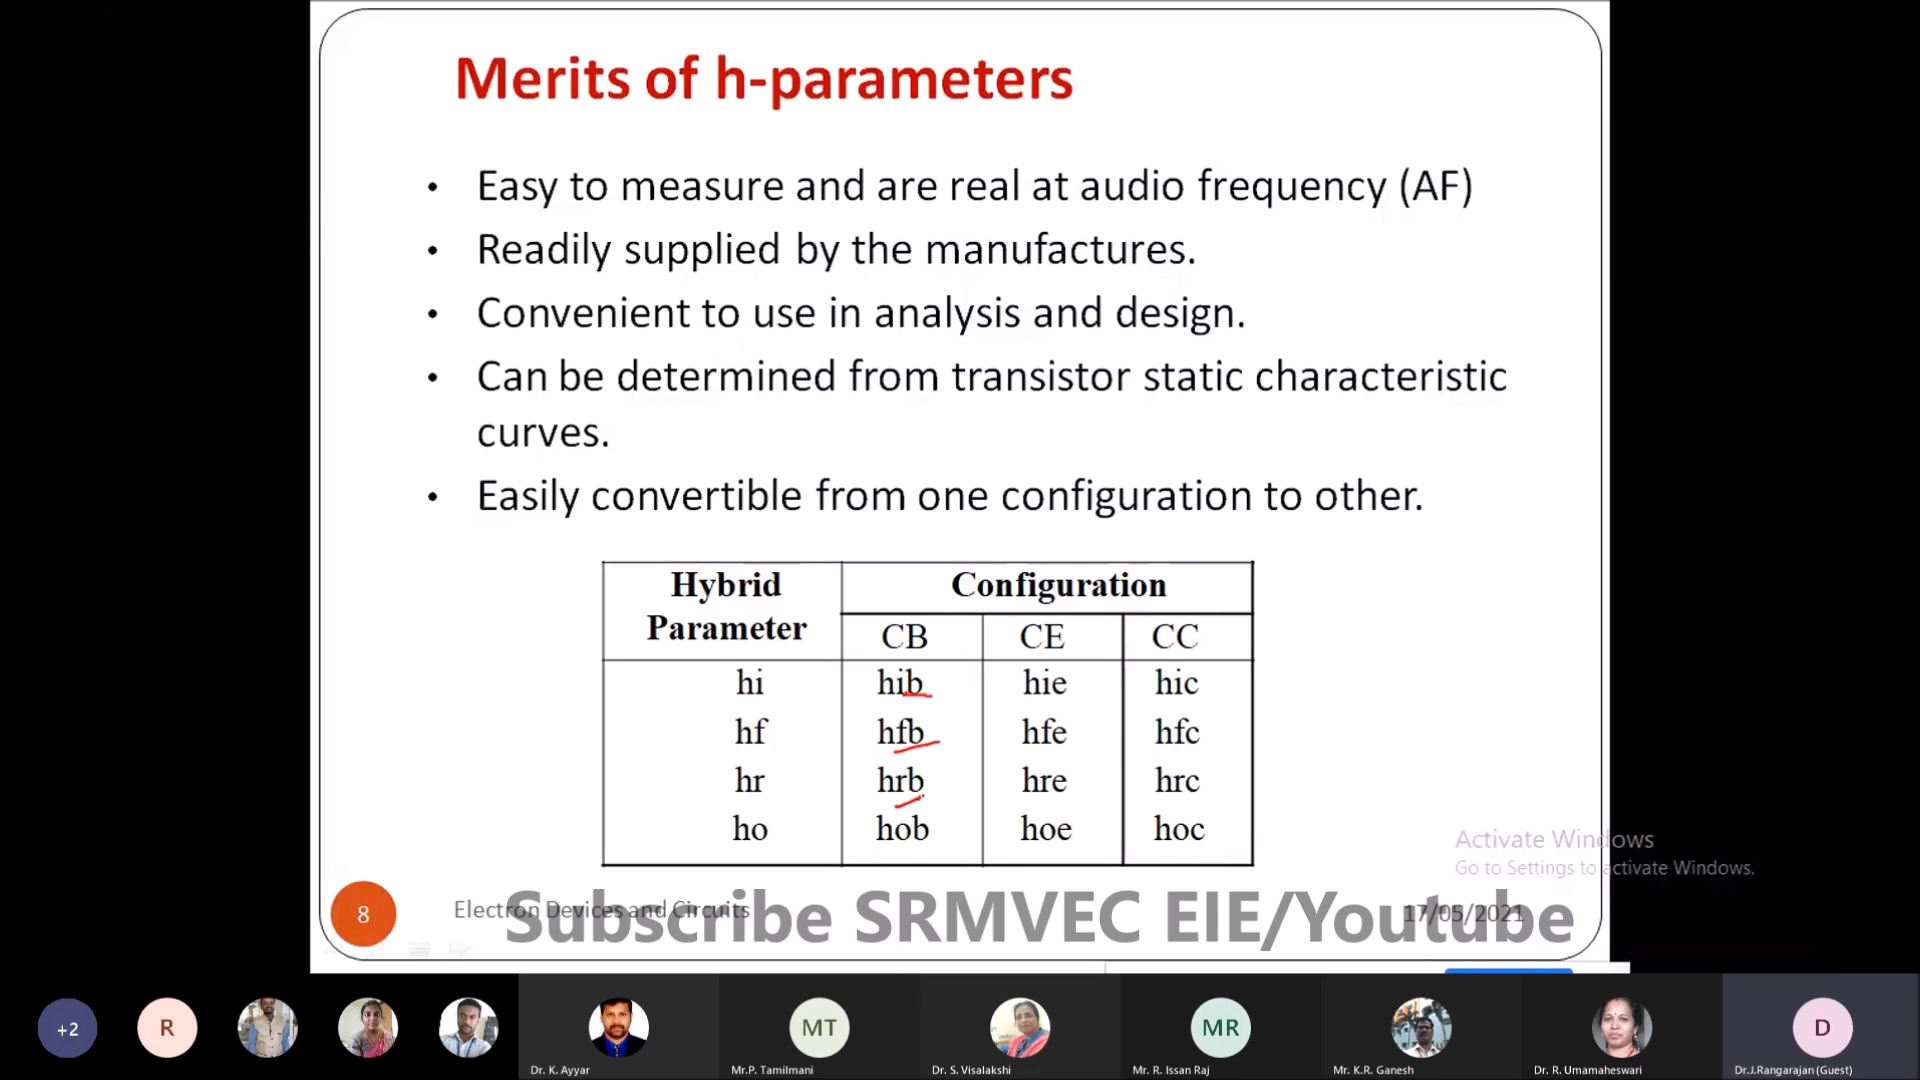 Merits of h-parameters
• Easy to measure and are real at audio frequency (AF)
• Readily supplied by the manufactures.
• Convenient to use in analysis and design.
• Can be determined from transistor static characteristic
curves.
• Easily convertible from one configuration to other.
Hybrid Parameter Configuration
CB CE CC
hi hib hie hic
hf hfb hfe hfc
hr hrb hre hrc
ho hob hoe hoc
Activate Windows
Go to Settings to activate Windows.
8 Electron Devices and Circuits 17/05/2021
Subscribe SRMVEC EIE/Youtube
+2 R MT MR D
Dr. K. Ayyar Mr.P. Tamilmani Dr. S. Visalakshi Mr. R. Issan Raj Mr. K.R. Ganesh Dr. R. Umamaheswari Dr.J.Rangarajan (Guest)